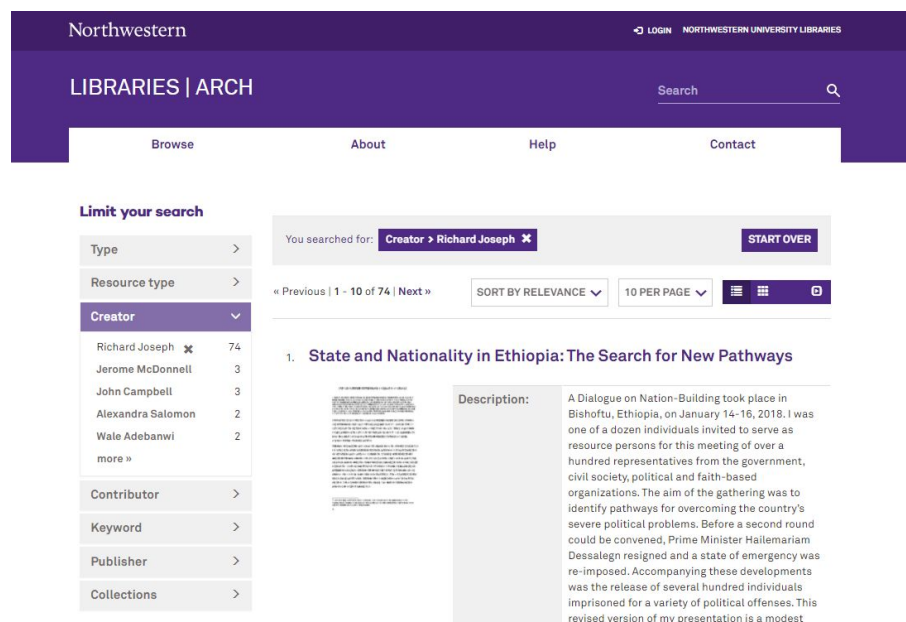 Northwestern
LOGIN NORTHWESTERN UNIVERSITY LIBRARIES
LIBRARIES | ARCH
Search
Browse About Help Contact
Limit your search
Type
Resource type
Creator
Richard Joseph 74
Jerome McDonnell 3
John Campbell 3
Alexandra Salomon 2
Wale Adebanwi 2
more »
Contributor
Keyword
Publisher
Collections
You searched for: Creator > Richard Joseph ✖ START OVER
« Previous | 1 - 10 of 74 | Next » SORT BY RELEVANCE 10 PER PAGE
1. State and Nationality in Ethiopia: The Search for New Pathways
Description:
A Dialogue on Nation-Building took place in
Bishoftu, Ethiopia, on January 14-16, 2018. I was
one of a dozen individuals invited to serve as
resource persons for this meeting of over a
hundred representatives from the government,
civil society, political and faith-based
organizations. The aim of the gathering was to
identify pathways for overcoming the country's
severe political problems. Before a second round
could be convened, Prime Minister Hailemariam
Dessalegn resigned and a state of emergency was
re-imposed. Accompanying these developments
was the release of several hundred individuals
imprisoned for a variety of political offenses. This
revised version of my presentation is a modest